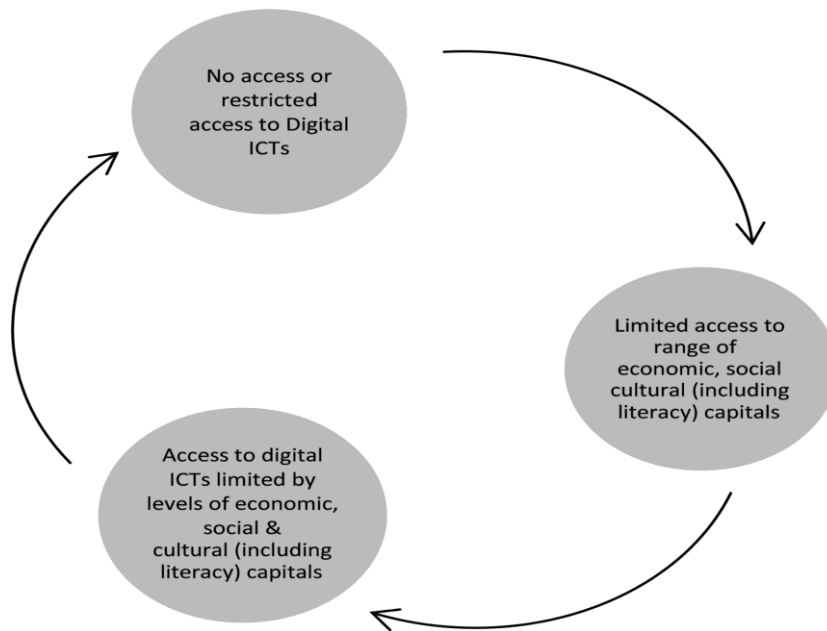 No access or
restricted
access to Digital
ICTs
Limited access to
range of
economic, social
cultural (including
literacy) capitals
Access to digital
ICTs limited by
levels of economic,
social &
cultural (including
literacy) capitals